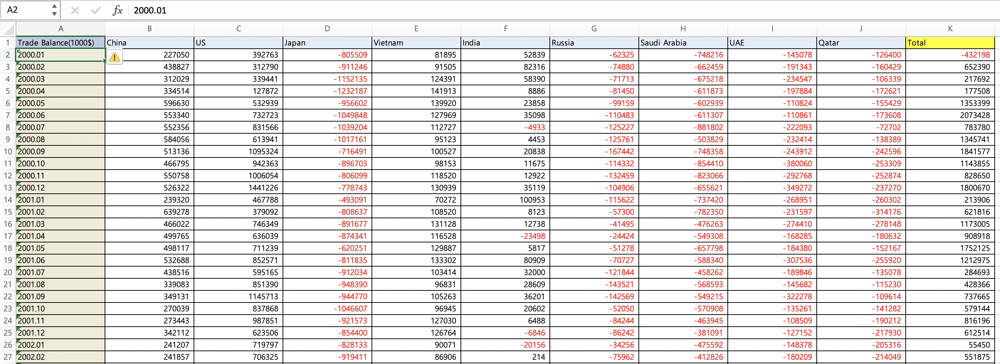 A2 fx 2000.01
A B C D E F G H I J K
1 Trade Balance(1000$) China US Japan Vietnam India Russia Saudi Arabia UAE Qatar Total
2 2000.01 227050 392763 -805509 81895 52839 -62325 -748216 -145078 -126400 -432198
3 2000.02 438827 312790 -911246 91505 82316 -74880 -662459 -191343 -160429 652390
4 2000.03 312029 339441 -1152135 124391 58390 -71713 -675218 -234547 -106339 217692
5 2000.04 334514 127872 -1232187 141913 8886 -81450 -611873 -197884 -172621 177508
6 2000.05 596630 532939 -956602 139920 23858 -99159 -602939 -110824 -155429 1353399
7 2000.06 553340 732723 -1049848 127969 35098 -110483 -611307 -110861 -173608 2073428
8 2000.07 552356 831566 -1039204 112727 -4933 -125227 -881802 -222093 -72702 783780
9 2000.08 584056 613941 -1017161 95123 4453 -125761 -503829 -232414 -138389 1345741
10 2000.09 513136 1095324 -716491 100527 20838 -167442 -748358 -243912 -242596 1841577
11 2000.10 466795 942363 -896703 98153 11675 -114332 -854410 -380060 -253309 1143855
12 2000.11 550758 1006054 -806099 118520 12922 -132459 -823066 -292768 -252874 828650
13 2000.12 526322 1441226 -778743 130939 35119 -104906 -655621 -349272 -237270 1800670
14 2001.01 239320 467788 -493091 70272 100953 -115622 -737420 -268951 -260302 213906
15 2001.02 639278 379092 -808637 108520 8123 -57300 -782350 -231597 -314176 621816
16 2001.03 466022 746349 -891677 131128 12738 -41495 -476263 -274410 -278148 1173005
17 2001.04 499765 636039 -874341 116528 -23498 -24424 -549308 -168285 -180632 908918
18 2001.05 498117 711239 -620251 129887 5817 -51278 -657798 -184380 -152167 1752125
19 2001.06 532688 852571 -811835 133302 80909 -70727 -588340 -307536 -255920 1212975
20 2001.07 438516 595165 -912034 103414 32000 -121844 -458262 -189846 -135078 284693
21 2001.08 339083 851390 -948390 96831 28609 -143521 -568593 -145682 -115230 428366
22 2001.09 349131 1145713 -944770 105263 36201 -142569 -549215 -322278 -109614 737665
23 2001.10 270039 837868 -1046607 96945 20602 -52050 -570908 -135261 -141282 579144
24 2001.11 273443 987851 -921573 127030 6488 -84244 -463945 -108509 -190212 816196
25 2001.12 342112 623506 -854400 126764 -6846 -86242 -381091 -127152 -217930 612514
26 2002.01 241207 719797 -828133 90071 -20156 -34256 -475592 -148378 -205316 55450
27 2002.02 241857 706325 -919411 86906 214 -75962 -412826 -180209 -214049 551875